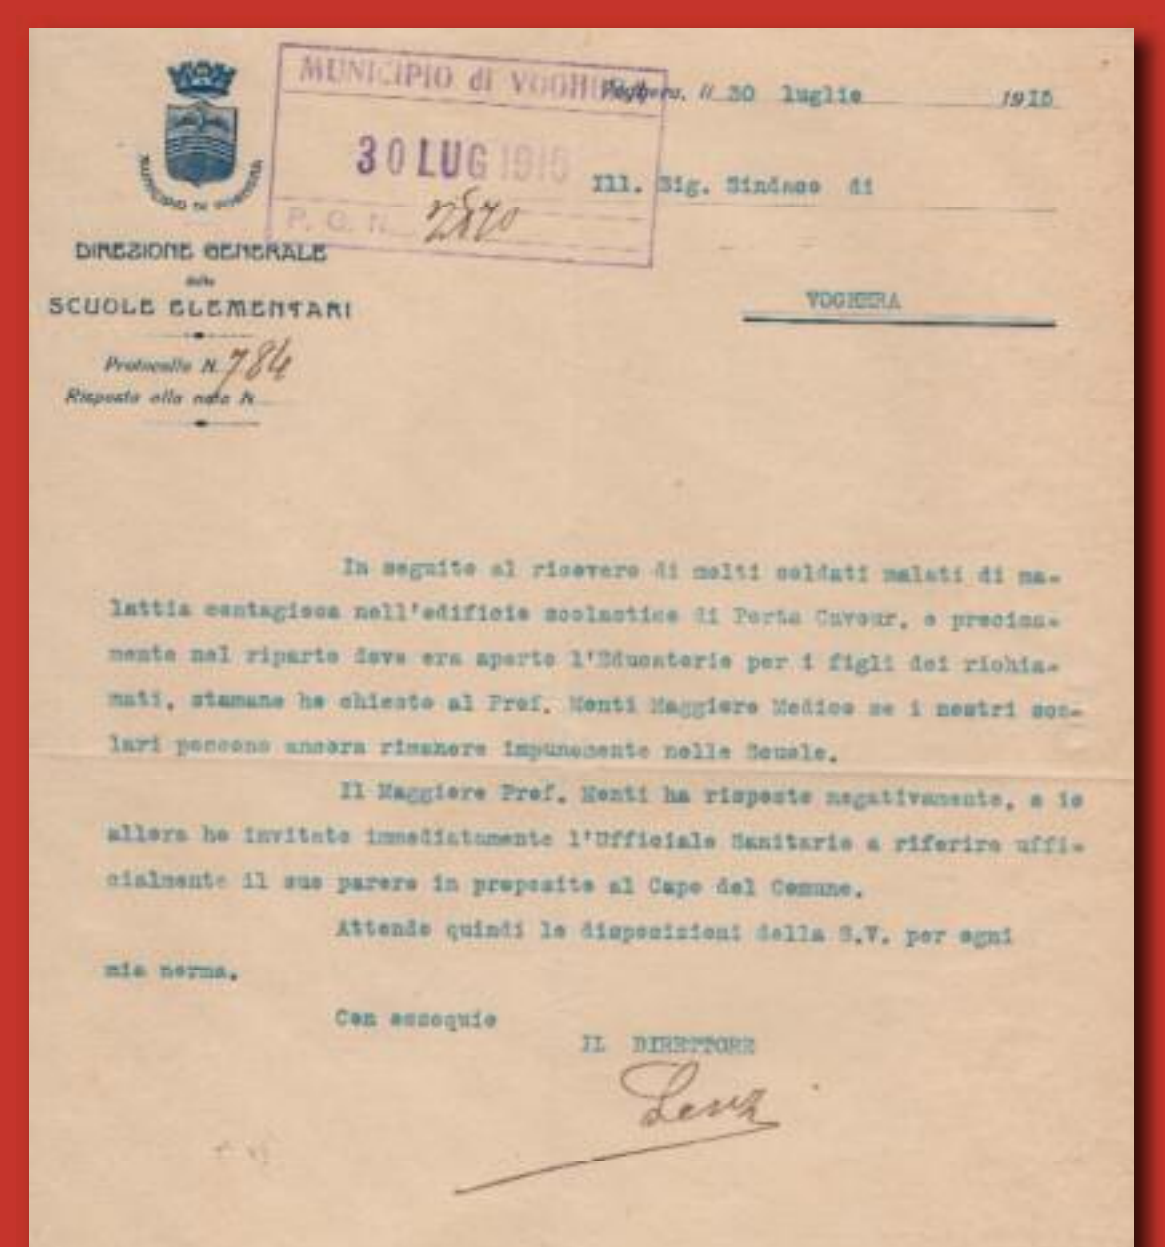 MUNICIPIO DI VOGHERA
MUNICIPIO di VOGHERA
30 LUG 1915
P. G. N. 2870
Voghera, li 30 luglio 1915
Ill. Sig. Sindaco di
VOGHERA
DIREZIONE GENERALE
delle
SCUOLE ELEMENTARI
Protocollo N. 784
Risposta alla nota N.
In seguito al ricovero di molti soldati malati di ma-
lattia contagiosa nell'edificio scolastico di Porta Cavour, e precisa-
mente nel riparto dove era aperto l'Educatorio per i figli dei richia-
mati, stamane ho chiesto al Prof. Monti Maggiore Medico se i nostri sco-
lari possono ancora rimanere impunemente nelle Scuole.
Il Maggiore Prof. Monti ha risposto negativamente, e io
allora ho invitato immediatamente l'Ufficiale Sanitario a riferire uffi-
cialmente il suo parere in proposito al Capo del Comune.
Attendo quindi le disposizioni della S.V. per ogni
mia norma.
Con ossequio
IL DIRETTORE